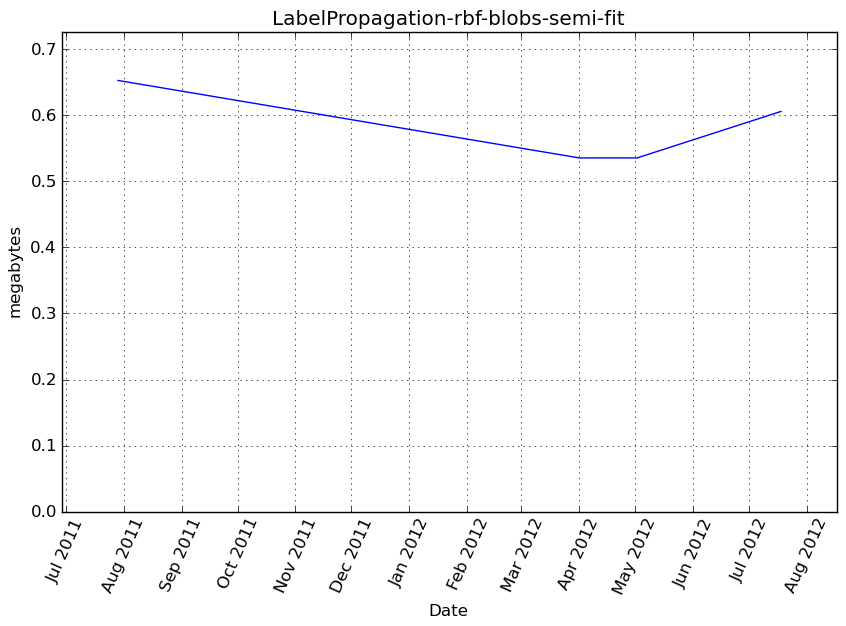 LabelPropagation-rbf-blobs-semi-fit
0.7
0.6
0.5
0.4
0.3
0.2
0.1
0.0
megabytes
Jul 2011
Aug 2011
Sep 2011
Oct 2011
Nov 2011
Dec 2011
Jan 2012
Feb 2012
Mar 2012
Apr 2012
May 2012
Jun 2012
Jul 2012
Aug 2012
Date